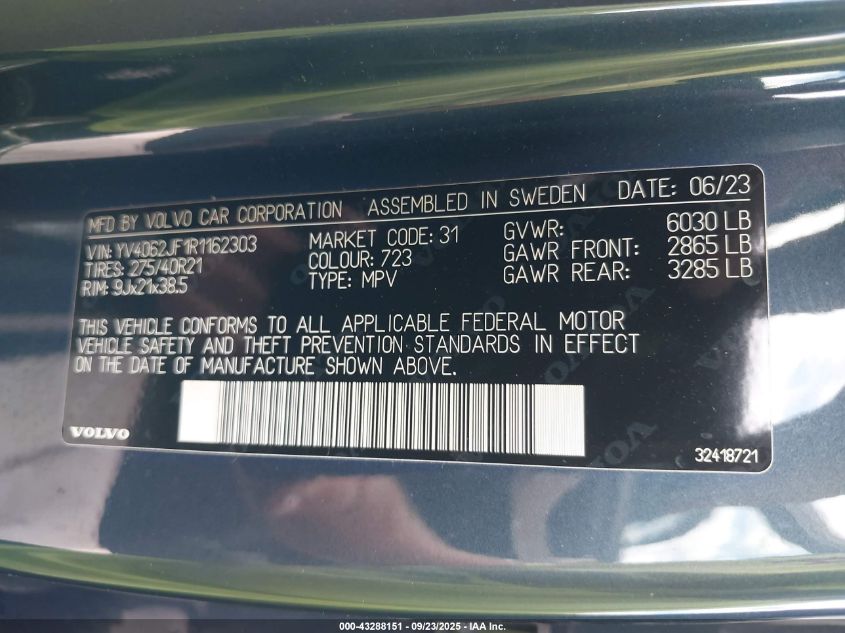 MFD BY VOLVO CAR CORPORATION ASSEMBLED IN SWEDEN DATE: 06/23
VIN: YV4062JF1R1162303 MARKET CODE: 31 GVWR: 6030 LB
TIRES: 275/40R21 COLOUR: 723 GAWR FRONT: 2865 LB
RIM: 9Jx21x38.5 TYPE: MPV GAWR REAR: 3285 LB
THIS VEHICLE CONFORMS TO ALL APPLICABLE FEDERAL MOTOR
VEHICLE SAFETY AND THEFT PREVENTION STANDARDS IN EFFECT
ON THE DATE OF MANUFACTURE SHOWN ABOVE.
VOLVO 32418721
000-43288151 - 09/23/2025 - IAA Inc.